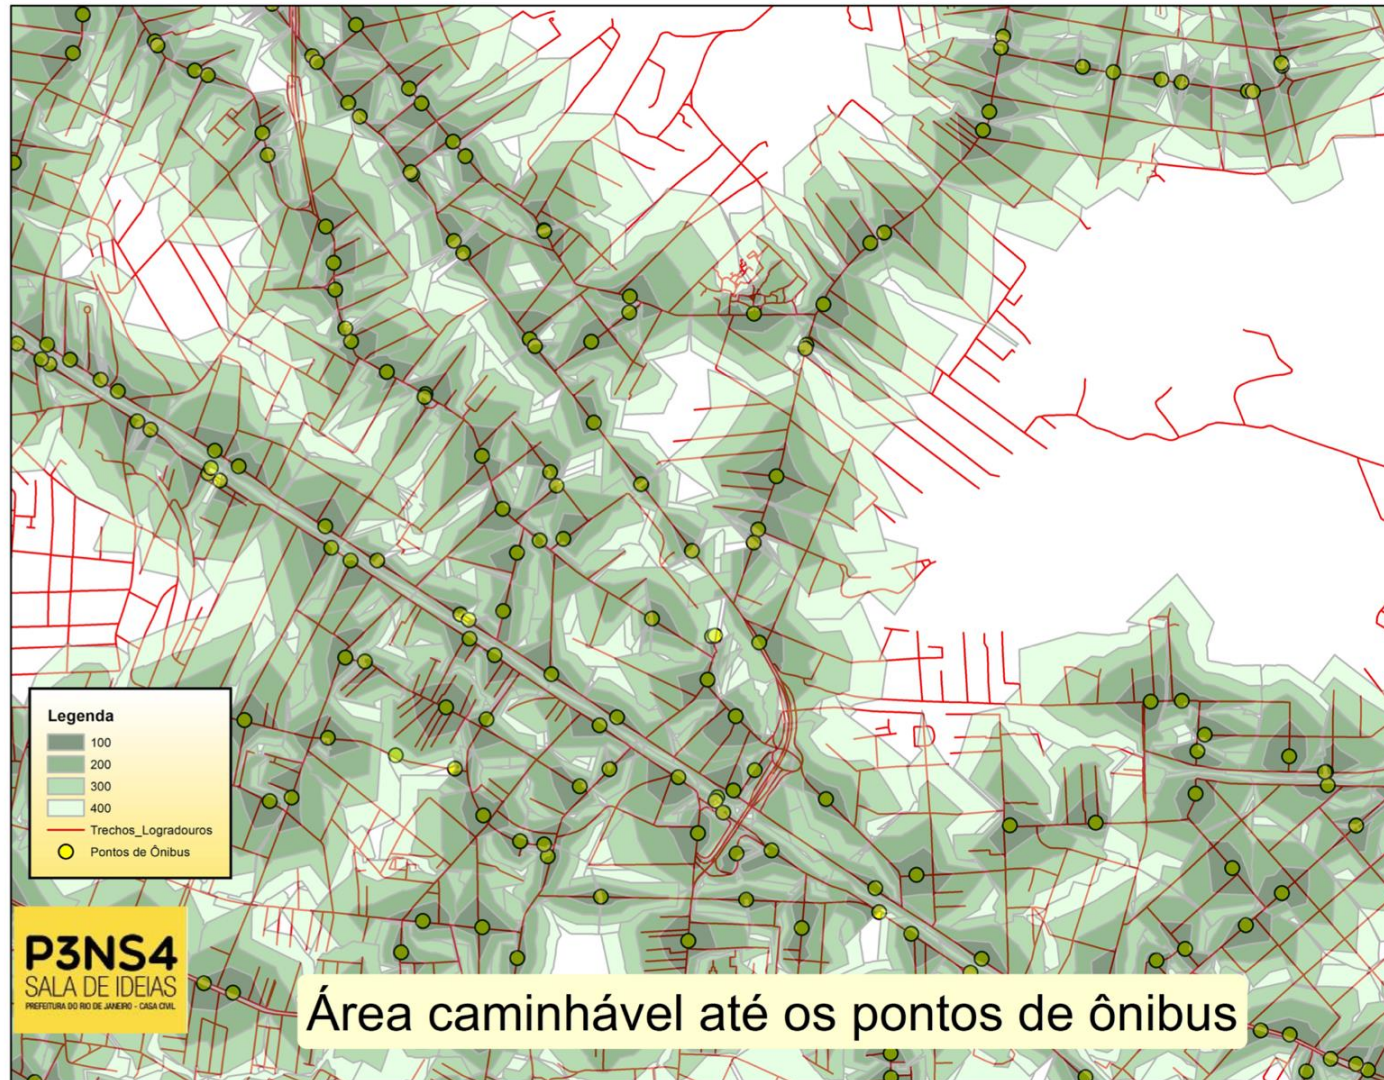 Legenda
100
200
300
400
Trechos_Logradouros
Pontos de Ônibus
P3NS4
SALA DE IDEIAS
PREFEITURA DO RIO DE JANEIRO - CASA CIVIL
Área caminhável até os pontos de ônibus